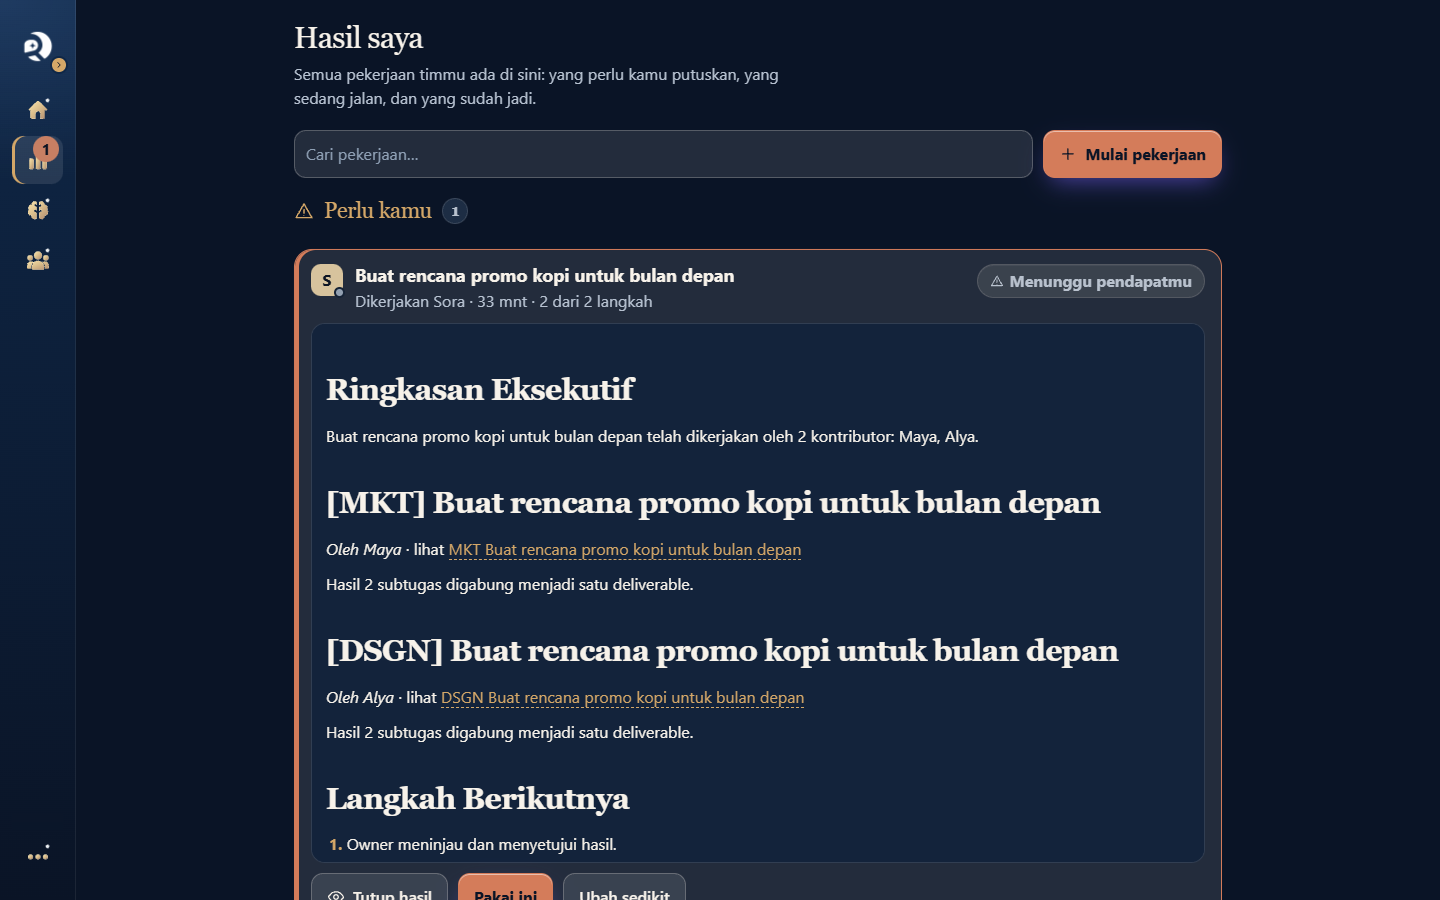 Hasil saya
Semua pekerjaan timmu ada di sini: yang perlu kamu putuskan, yang
sedang jalan, dan yang sudah jadi.
Cari pekerjaan...
+ Mulai pekerjaan
1
Perlu kamu 1
S
Buat rencana promo kopi untuk bulan depan
Dikerjakan Sora · 33 mnt · 2 dari 2 langkah
Menunggu pendapatmu
Ringkasan Eksekutif
Buat rencana promo kopi untuk bulan depan telah dikerjakan oleh 2 kontributor: Maya, Alya.
[MKT] Buat rencana promo kopi untuk bulan depan
Oleh Maya · lihat MKT Buat rencana promo kopi untuk bulan depan
Hasil 2 subtugas digabung menjadi satu deliverable.
[DSGN] Buat rencana promo kopi untuk bulan depan
Oleh Alya · lihat DSGN Buat rencana promo kopi untuk bulan depan
Hasil 2 subtugas digabung menjadi satu deliverable.
Langkah Berikutnya
1. Owner meninjau dan menyetujui hasil.
Tutup hasil
Pakai ini
Ubah sedikit